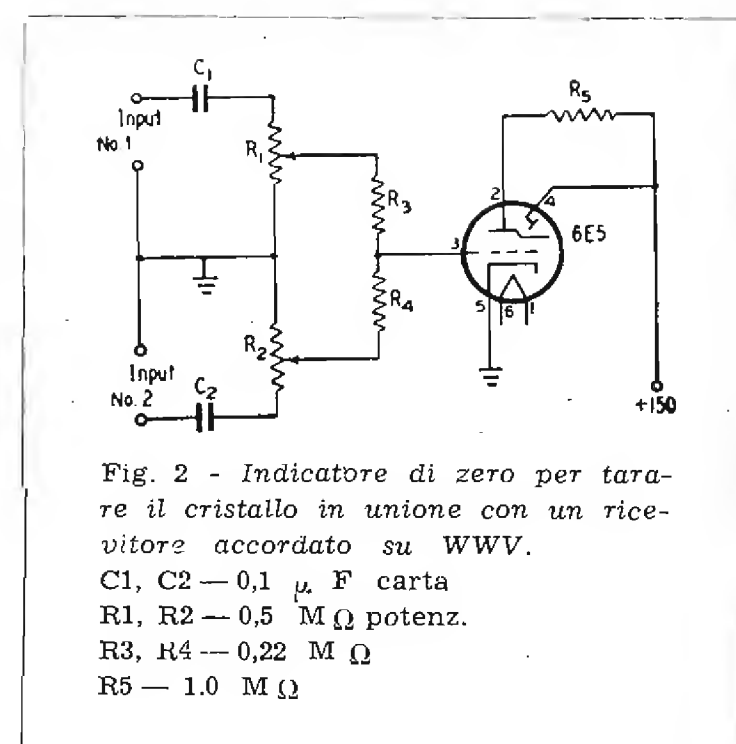 C1
Input
No. 1
R1
R3
R4
R2
Input
No. 2
C2
R5
2
4
3
6E5
5
6
1
+150
Fig. 2 - Indicatore di zero per tara-
re il cristallo in unione con un rice-
vitore accordato su WWV.
C1, C2 — 0,1 μ F carta
R1, R2 — 0,5 M Ω potenz.
R3, R4 — 0,22 M Ω
R5 — 1.0 M Ω